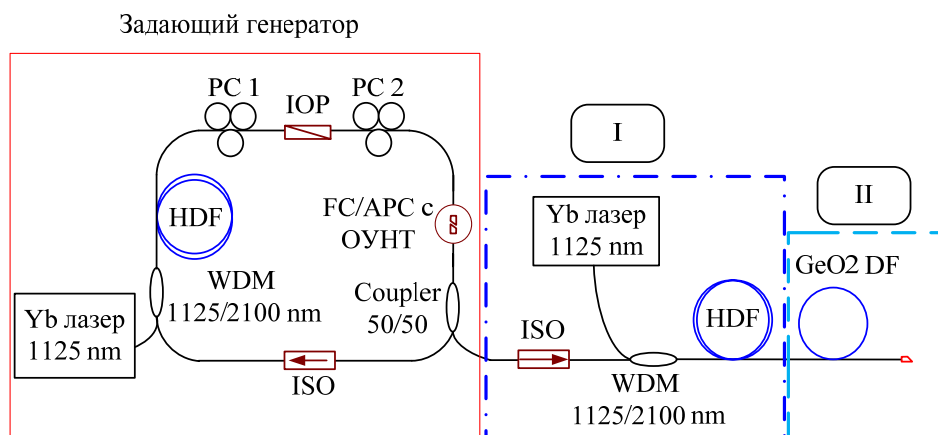 Задающий генератор
PC 1
IOP
PC 2
HDF
FC/APC с
ОУНТ
WDM
1125/2100 nm
Coupler
50/50
Yb лазер
1125 nm
ISO
I
Yb лазер
1125 nm
ISO
HDF
WDM
1125/2100 nm
II
GeO2 DF